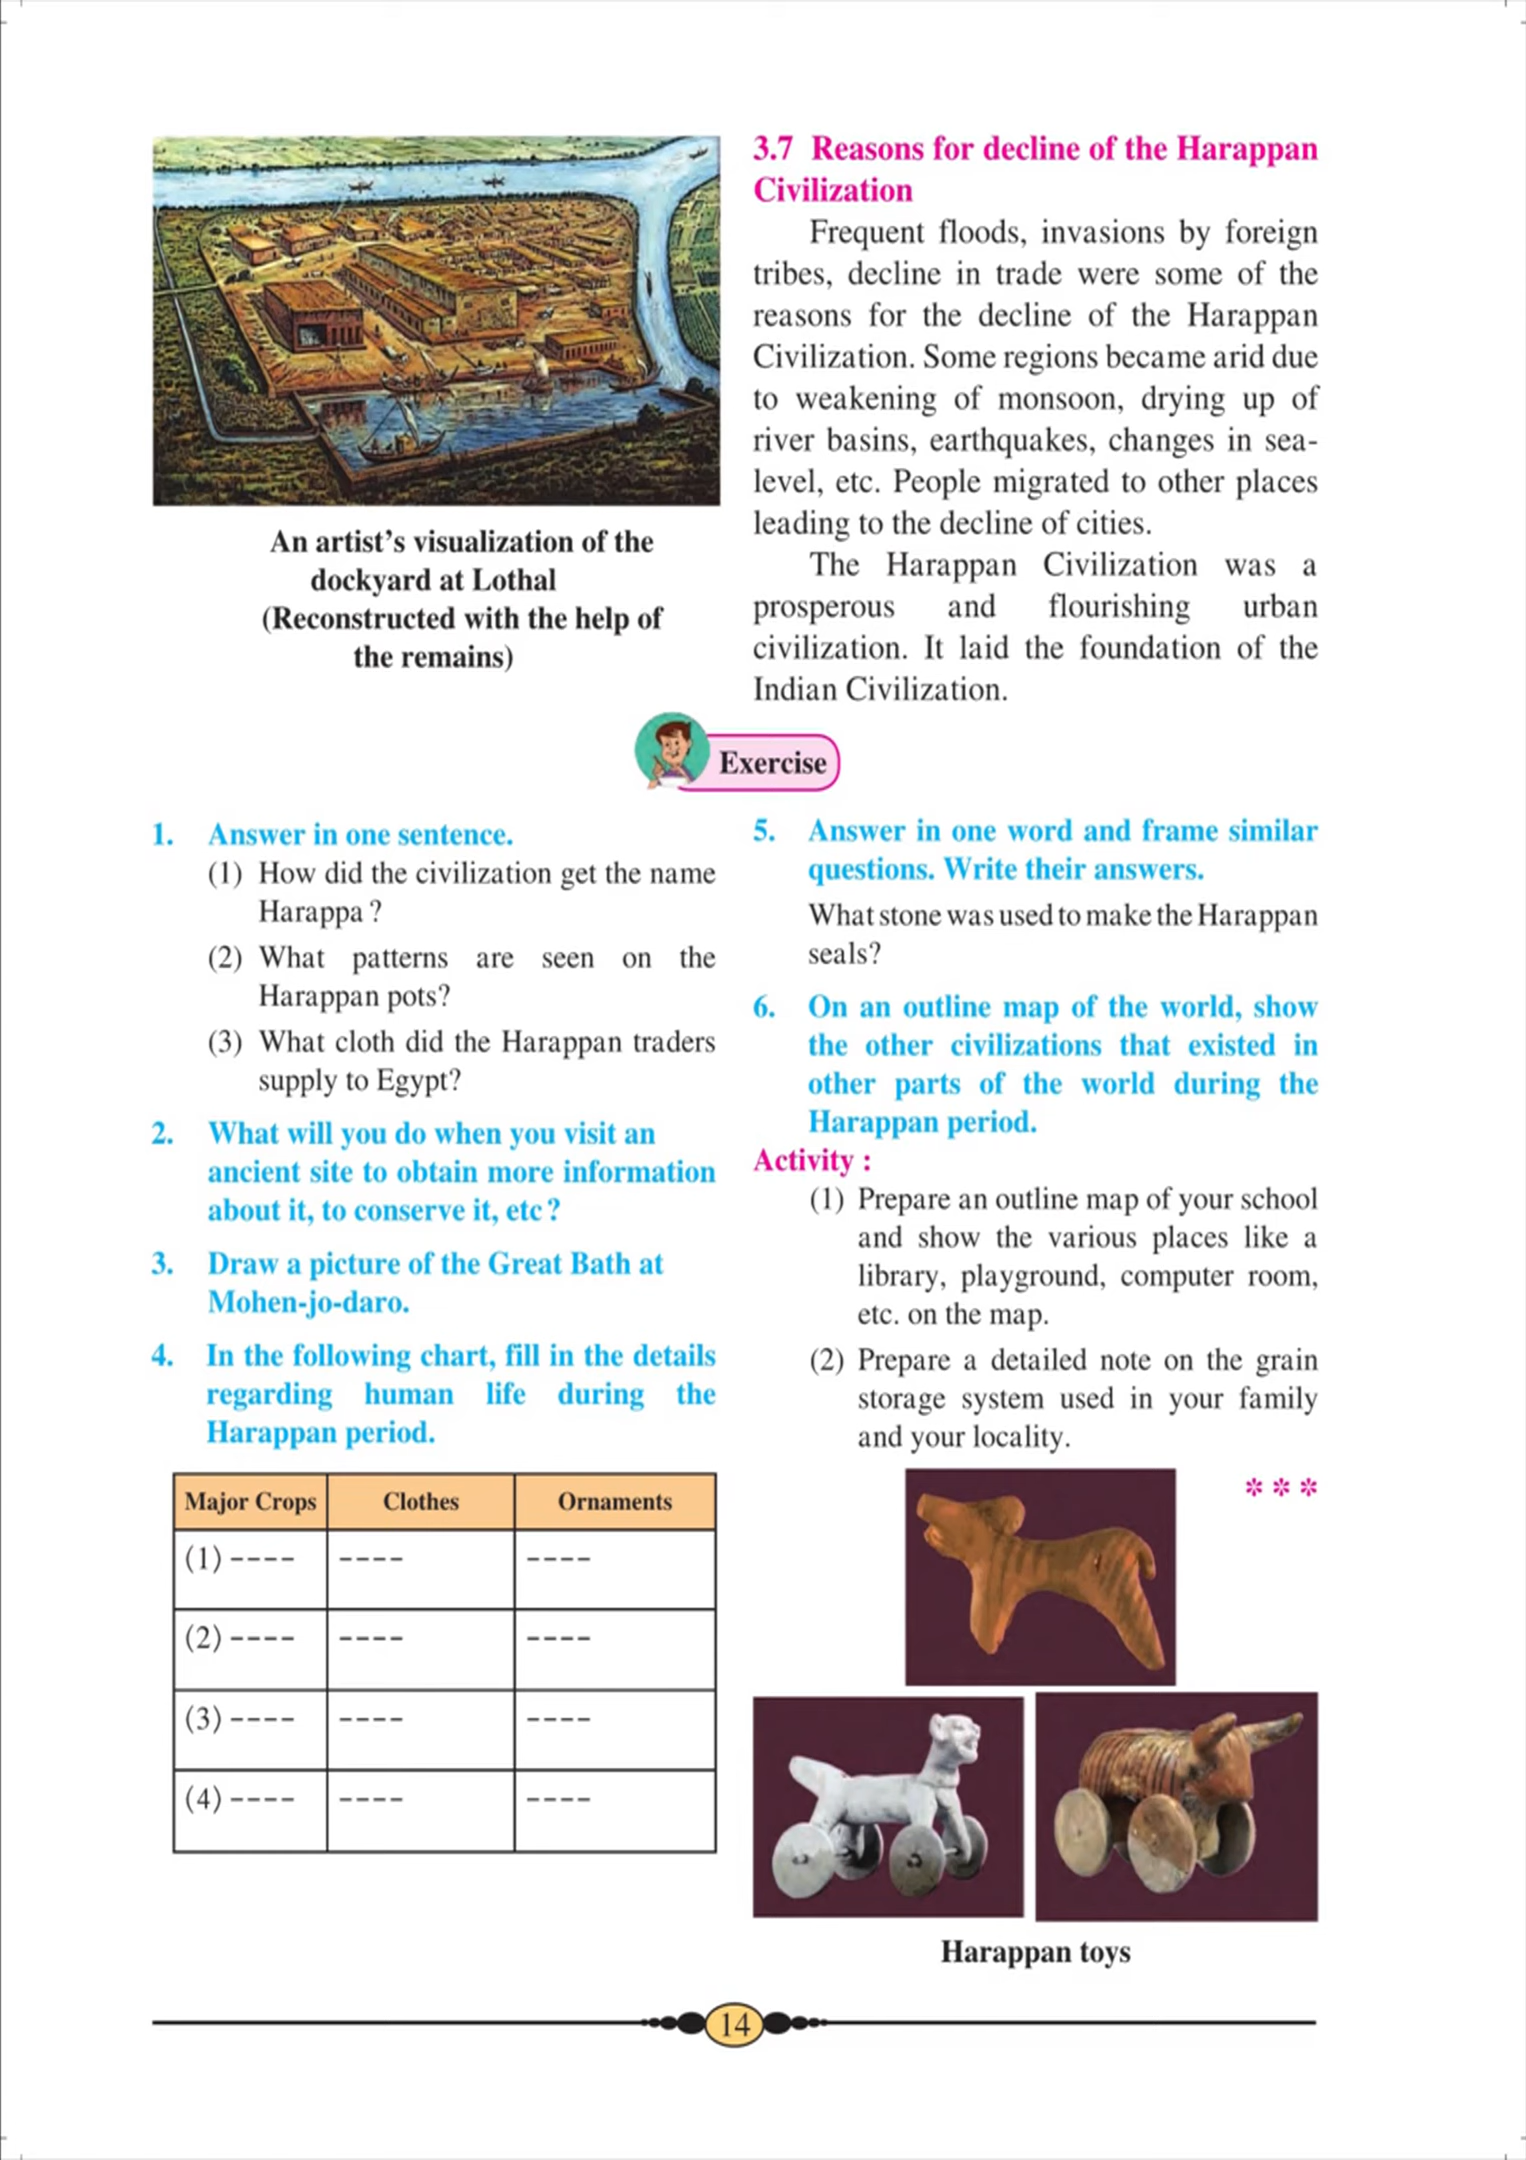 An artist's visualization of the
dockyard at Lothal
(Reconstructed with the help of
the remains)
3.7 Reasons for decline of the Harappan
Civilization
Frequent floods, invasions by foreign
tribes, decline in trade were some of the
reasons for the decline of the Harappan
Civilization. Some regions became arid due
to weakening of monsoon, drying up of
river basins, earthquakes, changes in sea-
level, etc. People migrated to other places
leading to the decline of cities.
The Harappan Civilization was a
prosperous and flourishing urban
civilization. It laid the foundation of the
Indian Civilization.
Exercise
1. Answer in one sentence.
(1) How did the civilization get the name
Harappa ?
(2) What patterns are seen on the
Harappan pots?
(3) What cloth did the Harappan traders
supply to Egypt?
2. What will you do when you visit an
ancient site to obtain more information
about it, to conserve it, etc ?
3. Draw a picture of the Great Bath at
Mohen-jo-daro.
4. In the following chart, fill in the details
regarding human life during the
Harappan period.
Major Crops Clothes Ornaments
(1) ---- ---- ----
(2) ---- ---- ----
(3) ---- ---- ----
(4) ---- ---- ----
5. Answer in one word and frame similar
questions. Write their answers.
What stone was used to make the Harappan
seals?
6. On an outline map of the world, show
the other civilizations that existed in
other parts of the world during the
Harappan period.
Activity :
(1) Prepare an outline map of your school
and show the various places like a
library, playground, computer room,
etc. on the map.
(2) Prepare a detailed note on the grain
storage system used in your family
and your locality.
* * *
Harappan toys
14